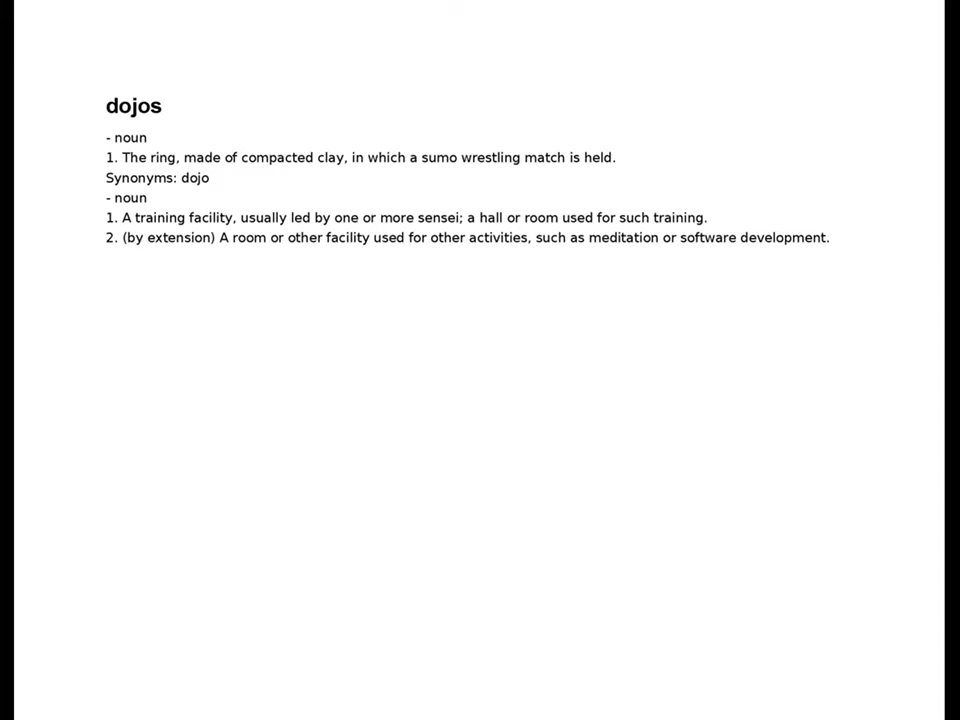 dojos
- noun
1. The ring, made of compacted clay, in which a sumo wrestling match is held.
Synonyms: dojo
- noun
1. A training facility, usually led by one or more sensei; a hall or room used for such training.
2. (by extension) A room or other facility used for other activities, such as meditation or software development.